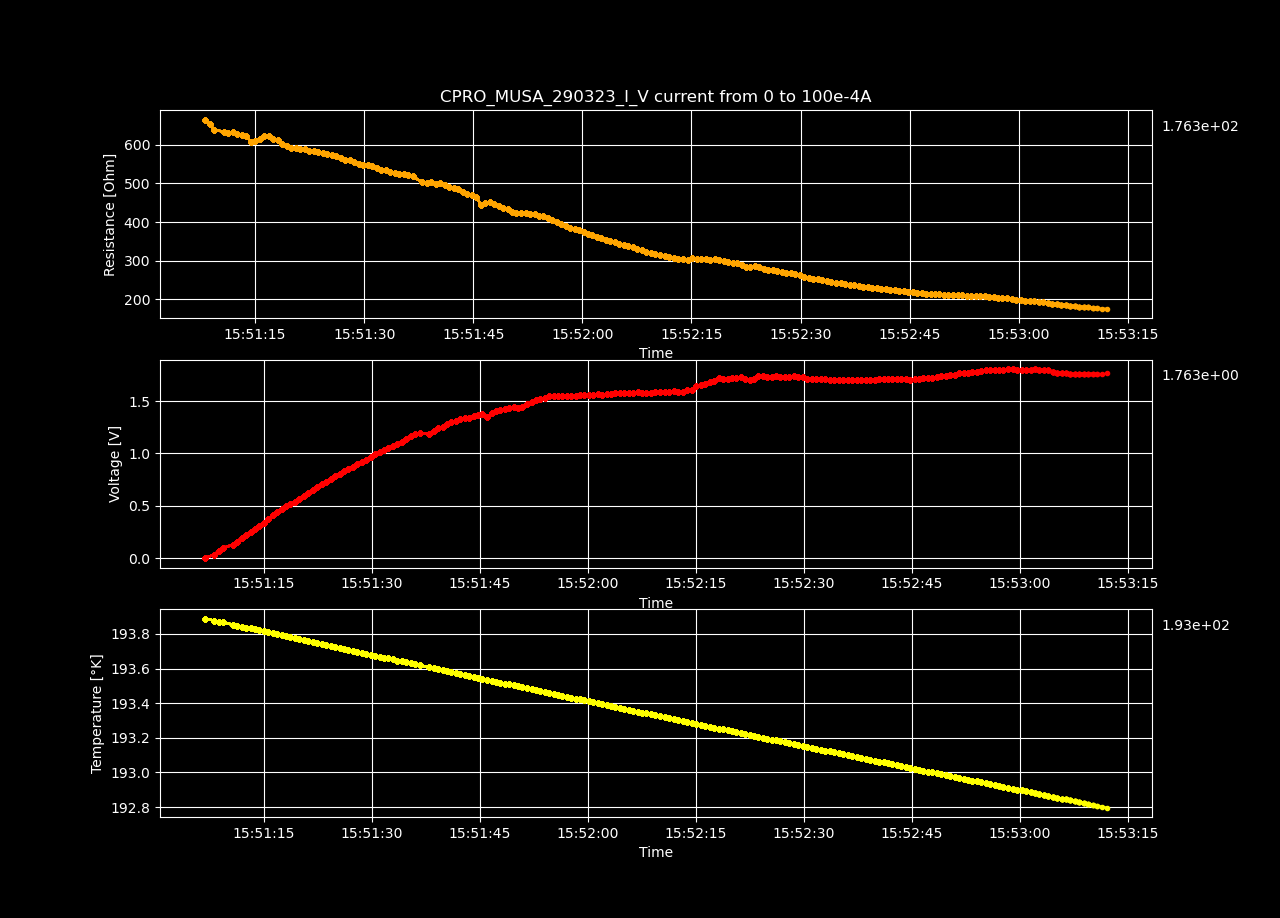 CPRO_MUSA_290323_I_V current from 0 to 100e-4A
1.763e+02
Resistance [Ohm]
600
500
400
300
200
15:51:15 15:51:30 15:51:45 15:52:00 15:52:15 15:52:30 15:52:45 15:53:00 15:53:15
Time
1.763e+00
Voltage [V]
1.5
1.0
0.5
0.0
15:51:15 15:51:30 15:51:45 15:52:00 15:52:15 15:52:30 15:52:45 15:53:00 15:53:15
Time
1.93e+02
Temperature [°K]
193.8
193.6
193.4
193.2
193.0
192.8
15:51:15 15:51:30 15:51:45 15:52:00 15:52:15 15:52:30 15:52:45 15:53:00 15:53:15
Time